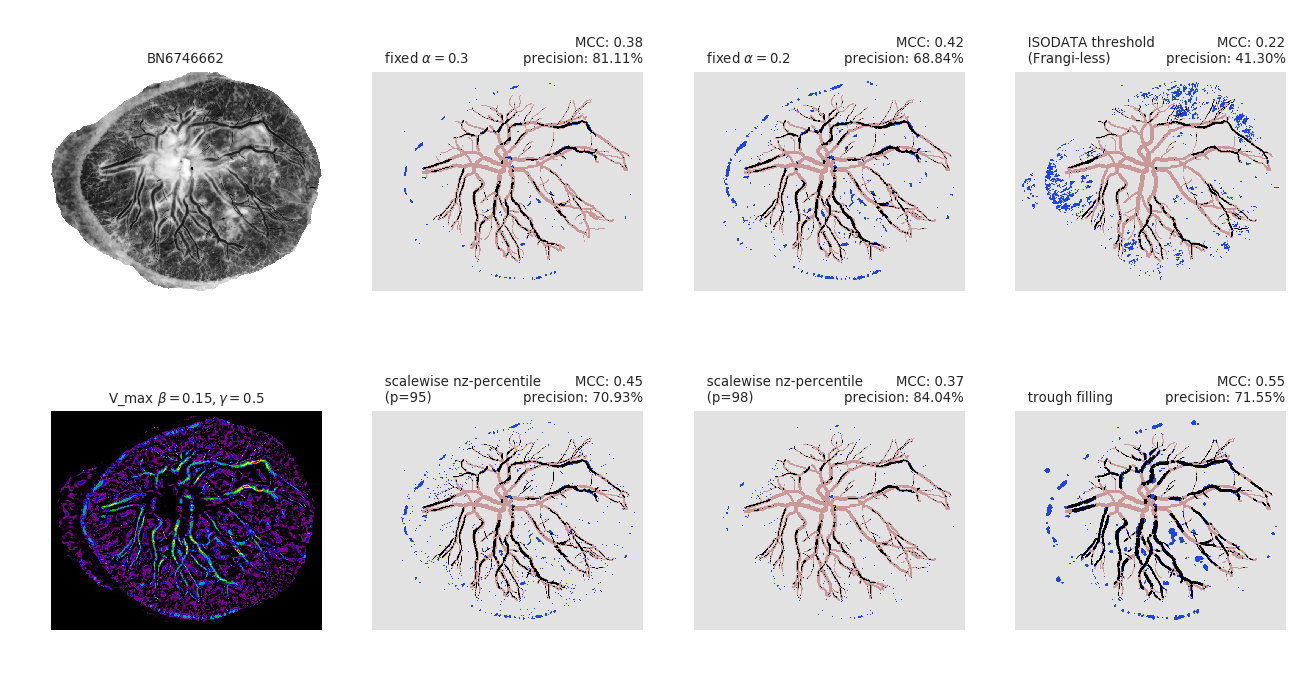 BN6746662
MCC: 0.38
fixed α = 0.3 precision: 81.11%
MCC: 0.42
fixed α = 0.2 precision: 68.84%
ISODATA threshold MCC: 0.22
(Frangi-less) precision: 41.30%
V_max β = 0.15, γ = 0.5
scalewise nz-percentile MCC: 0.45
(p=95) precision: 70.93%
scalewise nz-percentile MCC: 0.37
(p=98) precision: 84.04%
MCC: 0.55
trough filling precision: 71.55%